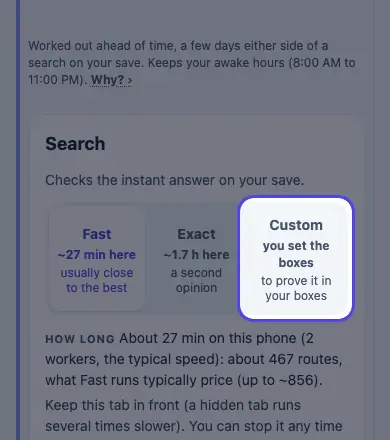 Worked out ahead of time, a few days either side of a
search on your save. Keeps your awake hours (8:00 AM to
11:00 PM). Why? ›
Search
Checks the instant answer on your save.
Fast
~27 min here
usually close
to the best
Exact
~1.7 h here
a second
opinion
Custom
you set the
boxes
to prove it in
your boxes
HOW LONG About 27 min on this phone (2
workers, the typical speed): about 467 routes,
what Fast runs typically price (up to ~856).
Keep this tab in front (a hidden tab runs
several times slower). You can stop it any time